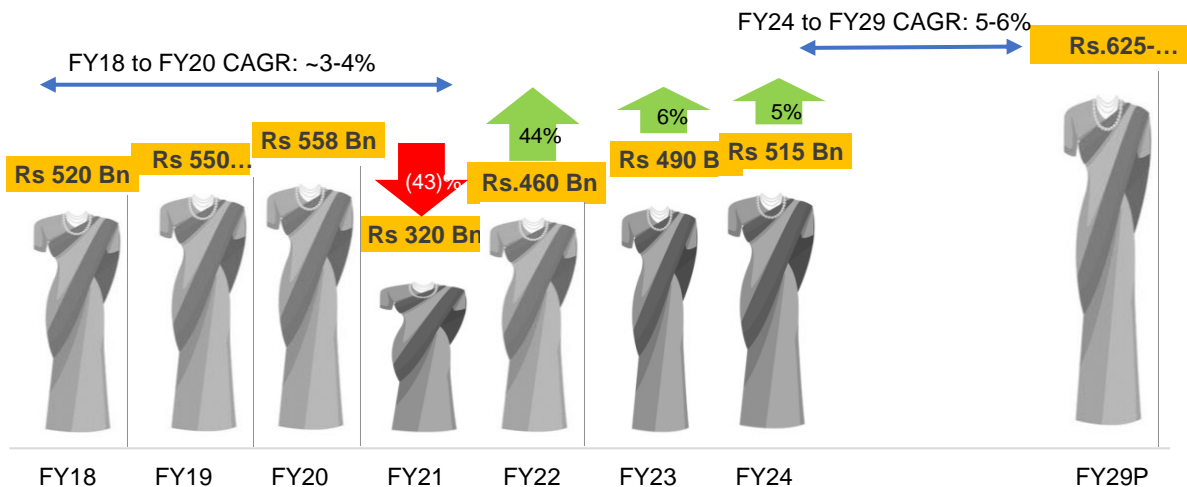 FY24 to FY29 CAGR: 5-6%
Rs.625-…
FY18 to FY20 CAGR: ~3-4%
Rs 520 Bn
Rs 550…
Rs 558 Bn
(43)%
Rs 320 Bn
44%
Rs.460 Bn
6%
Rs 490 B
5%
Rs 515 Bn
FY18
FY19
FY20
FY21
FY22
FY23
FY24
FY29P